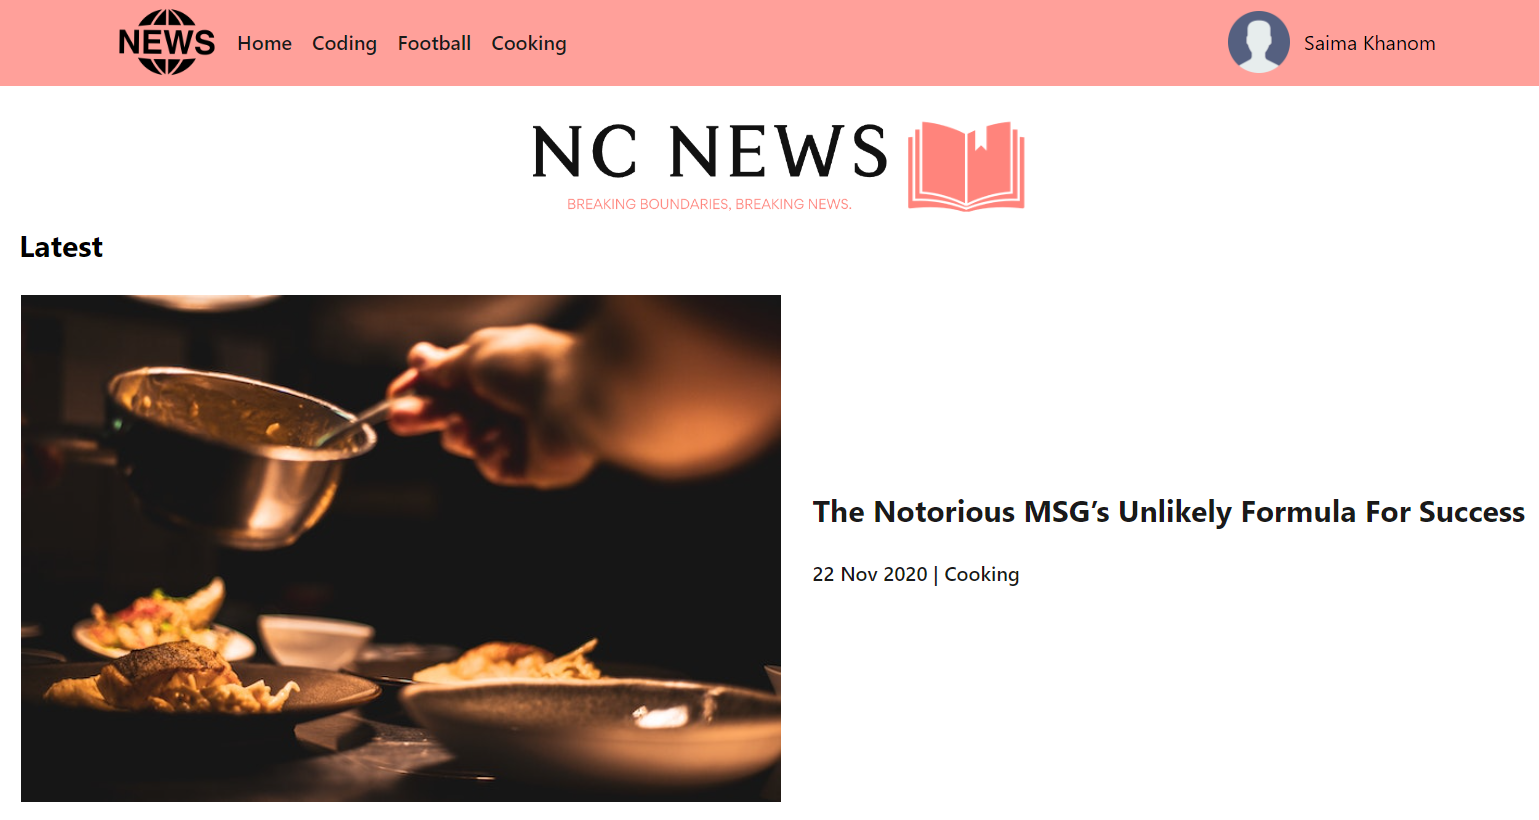 NEWS
Home Coding Football Cooking
Saima Khanom
NC NEWS
BREAKING BOUNDARIES, BREAKING NEWS.
Latest
The Notorious MSG’s Unlikely Formula For Success
22 Nov 2020 | Cooking